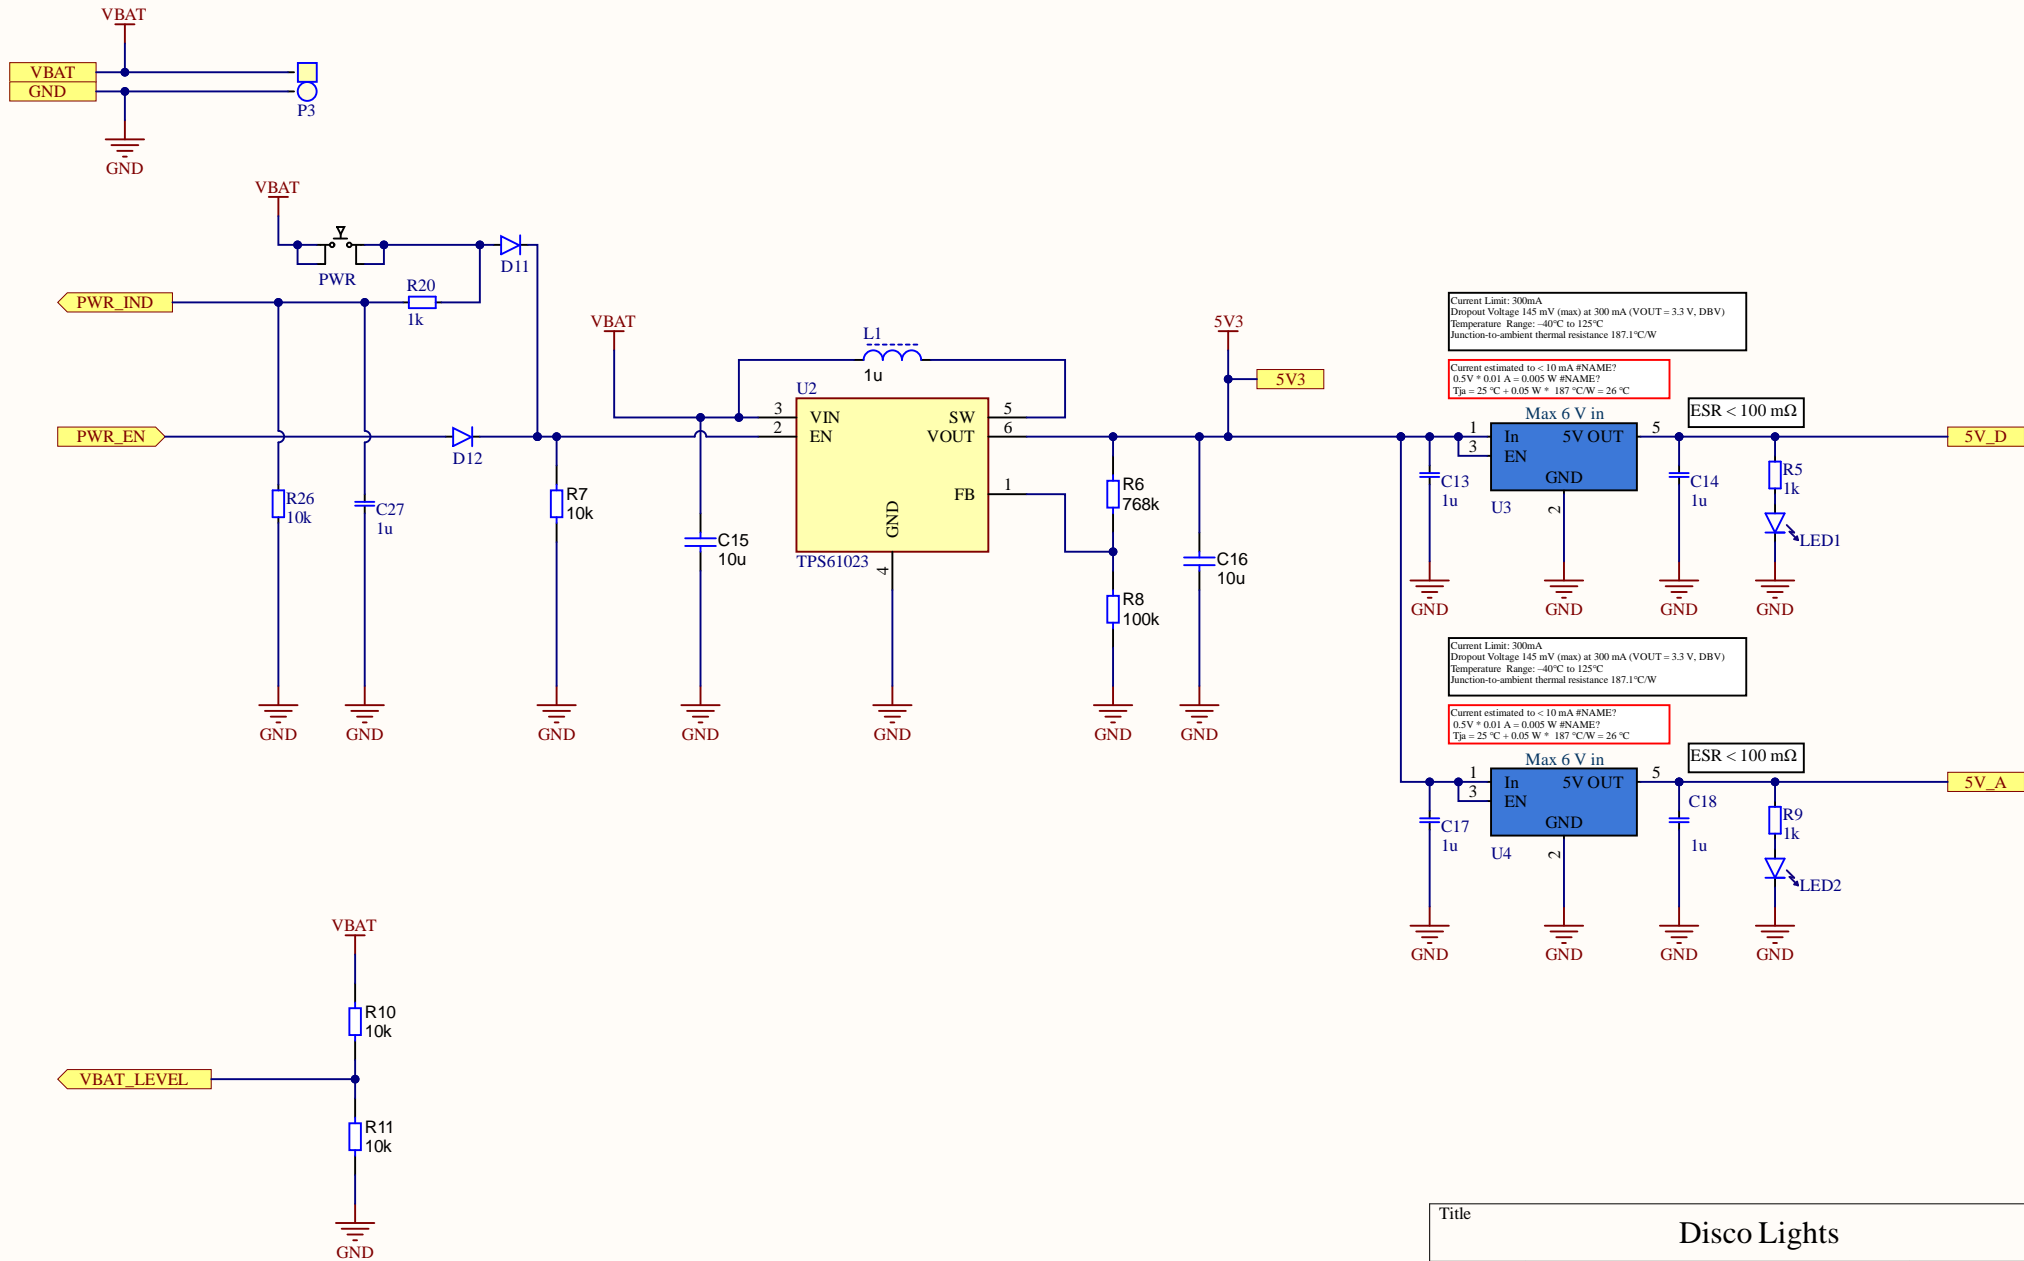 VBAT
VBAT
GND
P3
GND
VBAT
PWR
D11
PWR_IND
R20
1k
PWR_EN
D12
R26
10k
C27
1u
R7
10k
GND
GND
GND
VBAT
L1
1u
U2
3
VIN
SW
5
2
EN
VOUT
6
FB
1
GND
TPS61023
4
C15
10u
R6
768k
R8
100k
C16
10u
GND
GND
GND
GND
5V3
5V3
Current Limit: 300mA
Dropout Voltage 145 mV (max) at 300 mA (VOUT = 3.3 V, DBV)
Temperature Range: –40°C to 125°C
Junction-to-ambient thermal resistance 187.1°C/W
Current estimated to < 10 mA #NAME?
0.5V * 0.01 A = 0.005 W #NAME?
Tja = 25 °C + 0.05 W * 187 °C/W = 26 °C
Max 6 V in
ESR < 100 mΩ
1
In
5V OUT
5
3
EN
GND
U3
2
C13
1u
C14
1u
R5
1k
LED1
5V_D
GND
GND
GND
GND
Current Limit: 300mA
Dropout Voltage 145 mV (max) at 300 mA (VOUT = 3.3 V, DBV)
Temperature Range: –40°C to 125°C
Junction-to-ambient thermal resistance 187.1°C/W
Current estimated to < 10 mA #NAME?
0.5V * 0.01 A = 0.005 W #NAME?
Tja = 25 °C + 0.05 W * 187 °C/W = 26 °C
Max 6 V in
ESR < 100 mΩ
1
In
5V OUT
5
3
EN
GND
U4
2
C17
1u
C18
1u
R9
1k
LED2
5V_A
GND
GND
GND
GND
VBAT
R10
10k
VBAT_LEVEL
R11
10k
GND
Title
Disco Lights